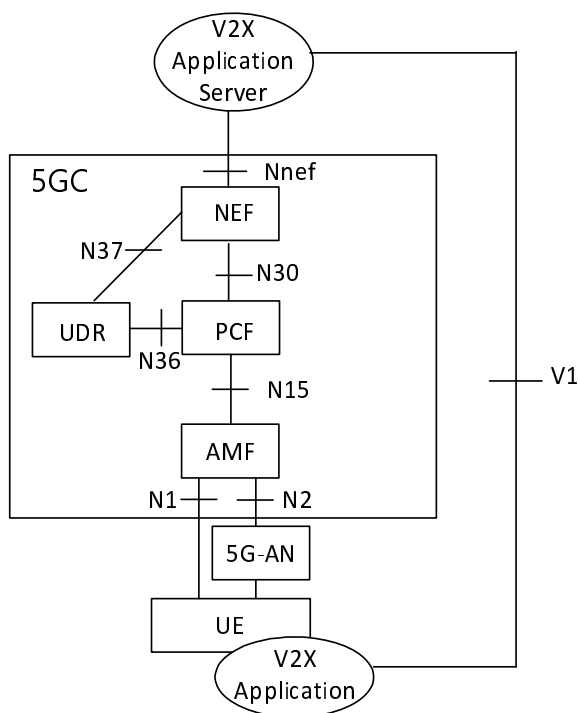 V2X
Application
Server
5GC
Nnef
NEF
N37
N30
UDR
PCF
N36
N15
V1
AMF
N1
N2
5G-AN
UE
V2X
Application